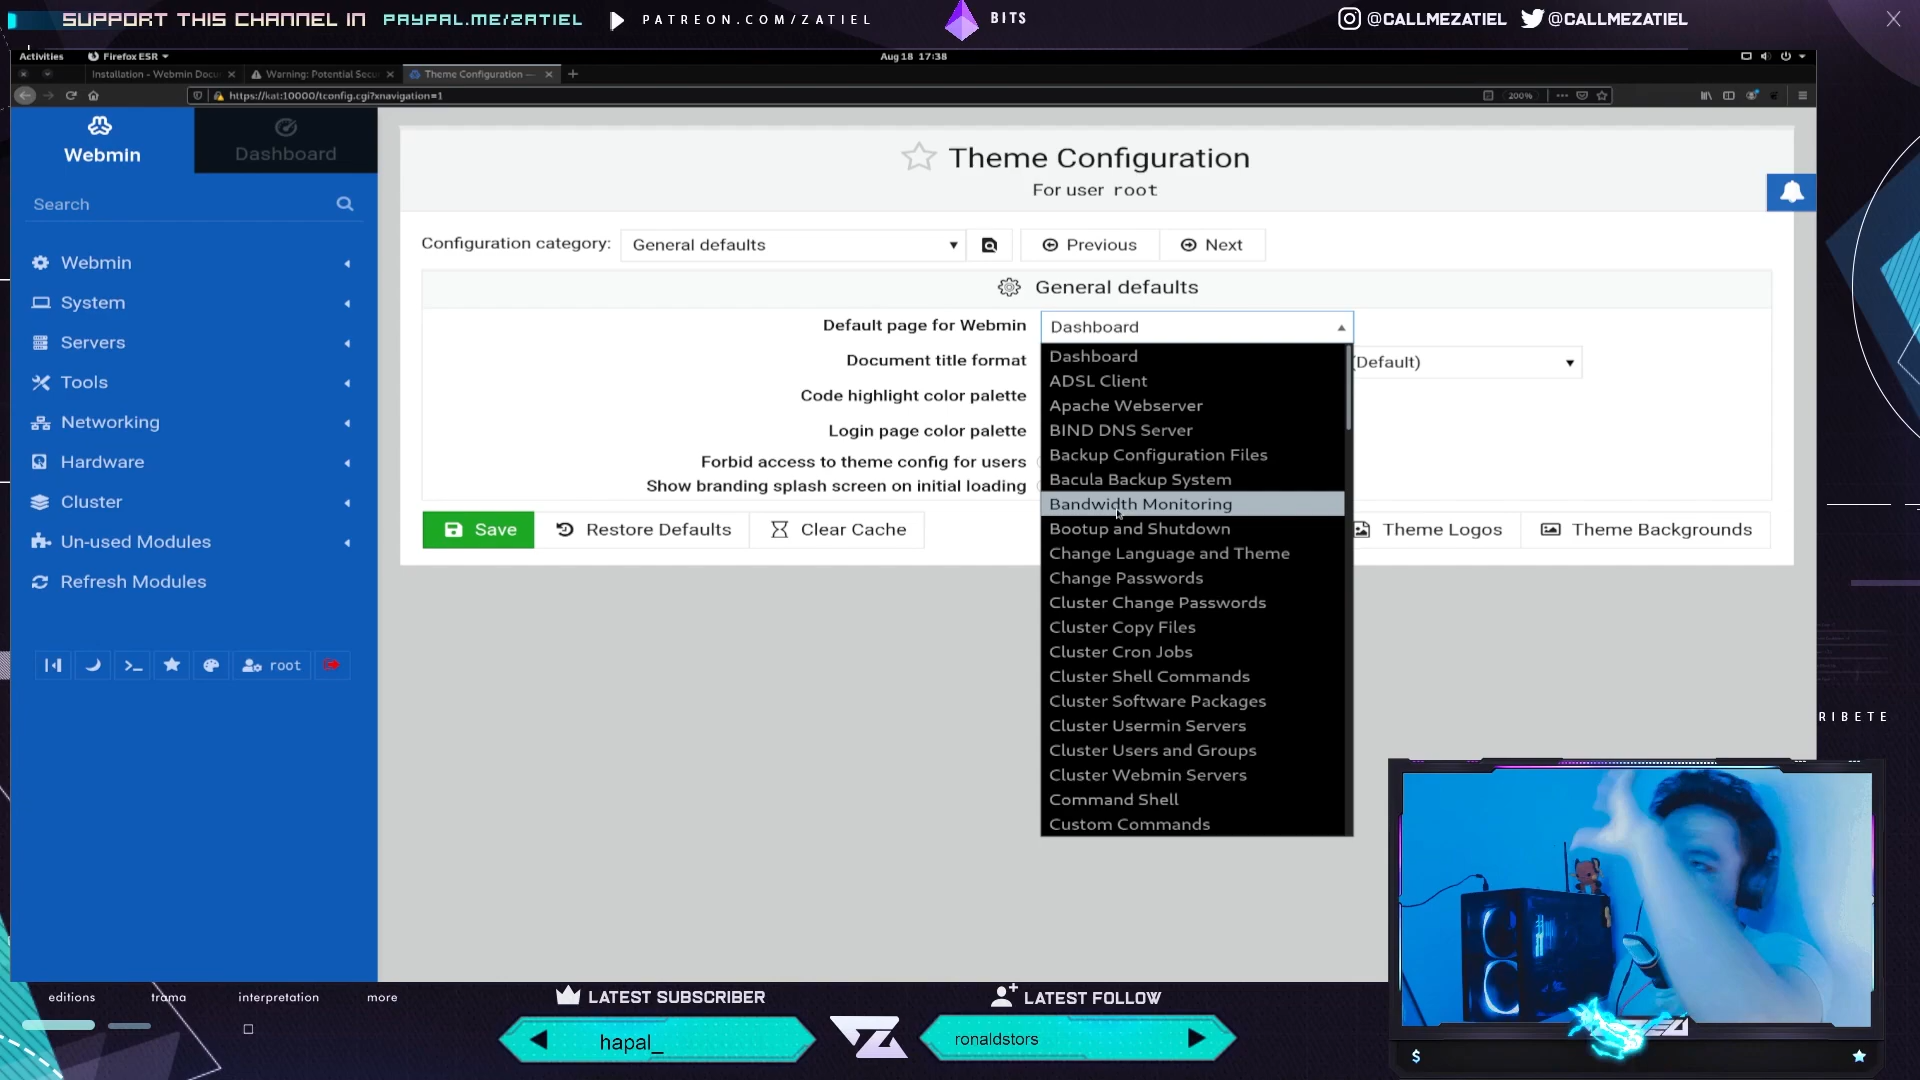 SUPPORT THIS CHANNEL IN PAYPAL.ME/ZATIEL
PATREON.COM/ZATIEL
BITS
@CALLMEZATIEL
@CALLMEZATIEL
Activities
Firefox ESR
Aug 18 17:38
Installation - Webmin Docu
Warning: Potential Secu
Theme Configuration —
https://kat:10000/tconfig.cgi?xnavigation=1
200%
Webmin
Dashboard
Search
Webmin
System
Servers
Tools
Networking
Hardware
Cluster
Un-used Modules
Refresh Modules
root
Theme Configuration
For user root
Configuration category:
General defaults
Previous
Next
General defaults
Default page for Webmin
Dashboard
Document title format
(Default)
Code highlight color palette
Login page color palette
Forbid access to theme config for users
Show branding splash screen on initial loading
Save
Restore Defaults
Clear Cache
Theme Logos
Theme Backgrounds
Dashboard
ADSL Client
Apache Webserver
BIND DNS Server
Backup Configuration Files
Bacula Backup System
Bandwidth Monitoring
Bootup and Shutdown
Change Language and Theme
Change Passwords
Cluster Change Passwords
Cluster Copy Files
Cluster Cron Jobs
Cluster Shell Commands
Cluster Software Packages
Cluster Usermin Servers
Cluster Users and Groups
Cluster Webmin Servers
Command Shell
Custom Commands
RIBETE
editions
trama
interpretation
more
LATEST SUBSCRIBER
hapal_
LATEST FOLLOW
ronaldstors
$